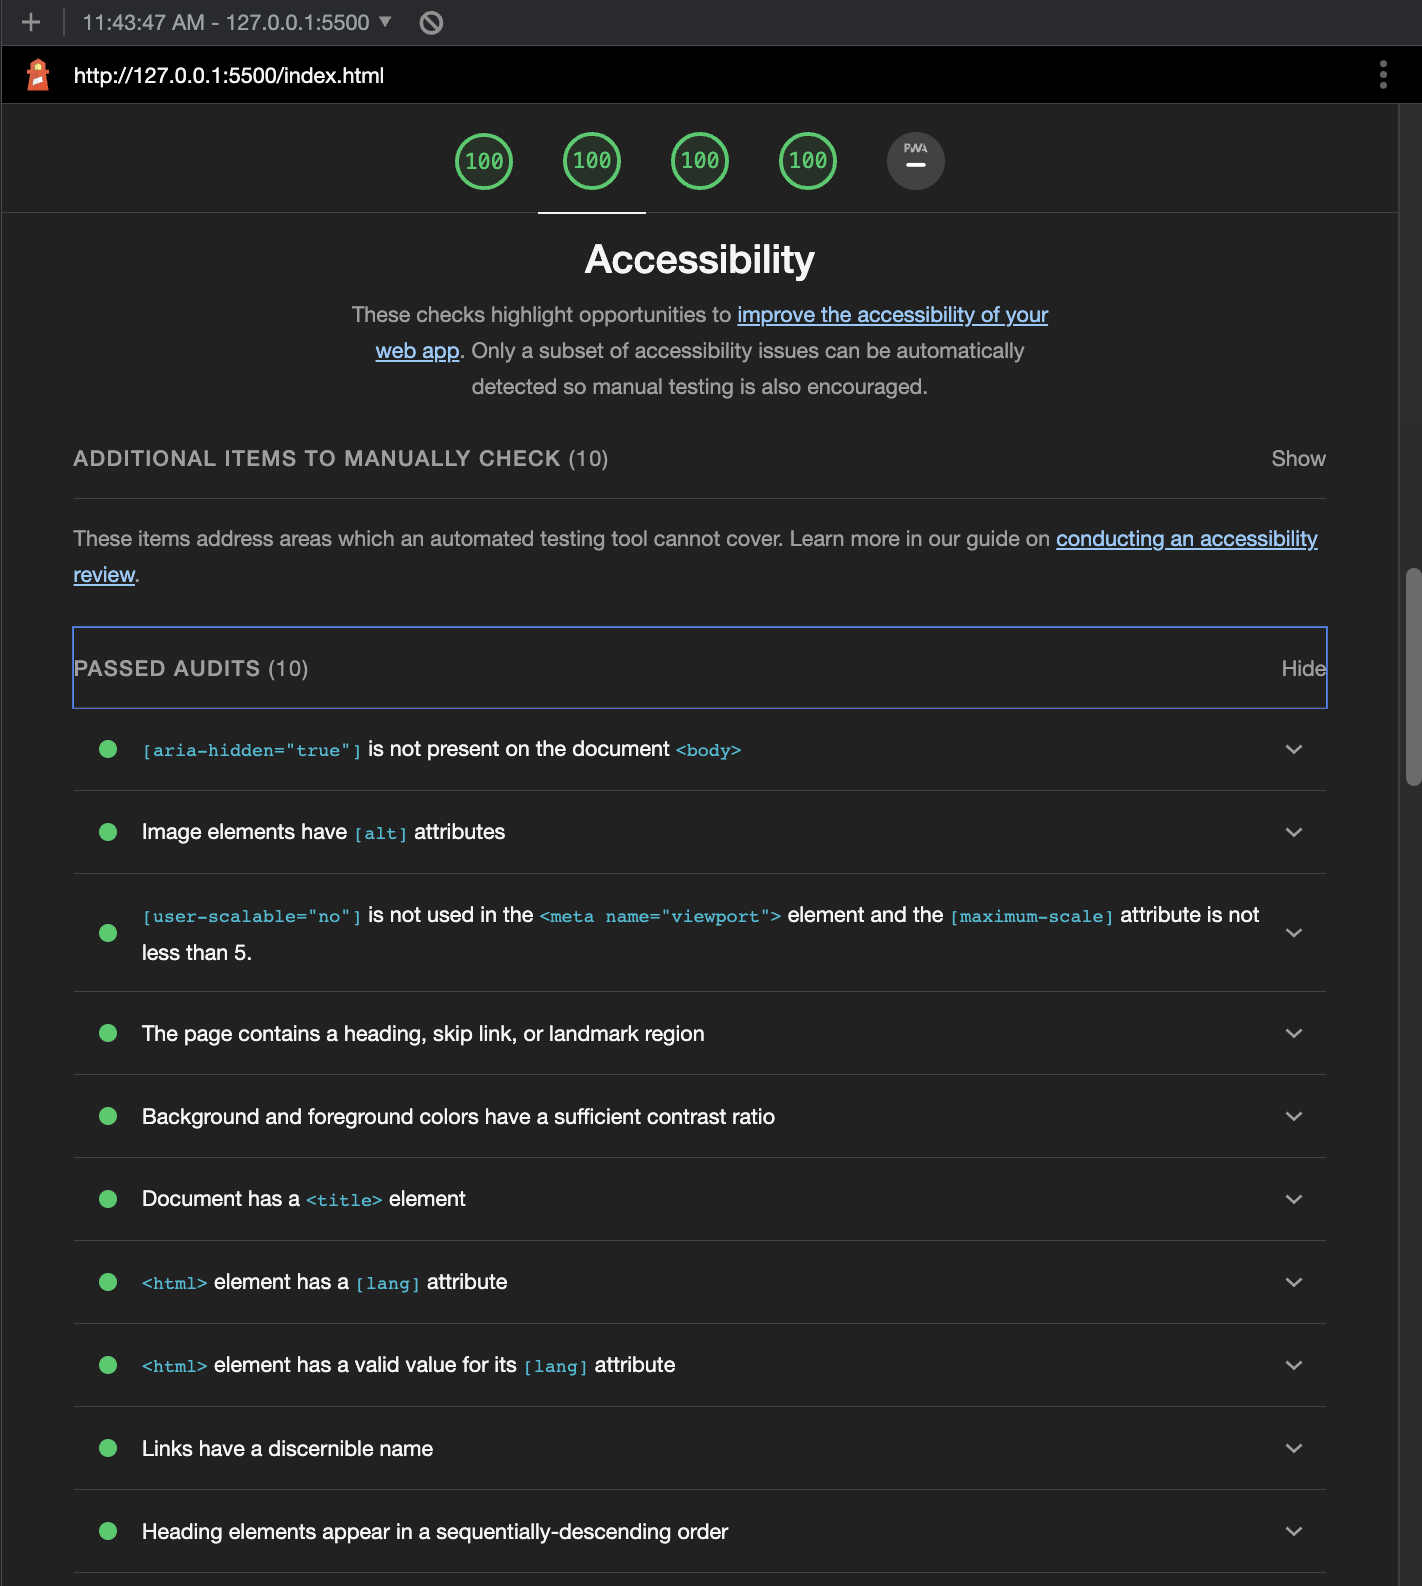 11:43:47 AM - 127.0.0.1:5500
http://127.0.0.1:5500/index.html
100 100 100 100 PWA
Accessibility
These checks highlight opportunities to improve the accessibility of your
web app. Only a subset of accessibility issues can be automatically
detected so manual testing is also encouraged.
ADDITIONAL ITEMS TO MANUALLY CHECK (10) Show
These items address areas which an automated testing tool cannot cover. Learn more in our guide on conducting an accessibility
review.
PASSED AUDITS (10) Hide
[aria-hidden="true"] is not present on the document <body>
Image elements have [alt] attributes
[user-scalable="no"] is not used in the <meta name="viewport"> element and the [maximum-scale] attribute is not
less than 5.
The page contains a heading, skip link, or landmark region
Background and foreground colors have a sufficient contrast ratio
Document has a <title> element
<html> element has a [lang] attribute
<html> element has a valid value for its [lang] attribute
Links have a discernible name
Heading elements appear in a sequentially-descending order